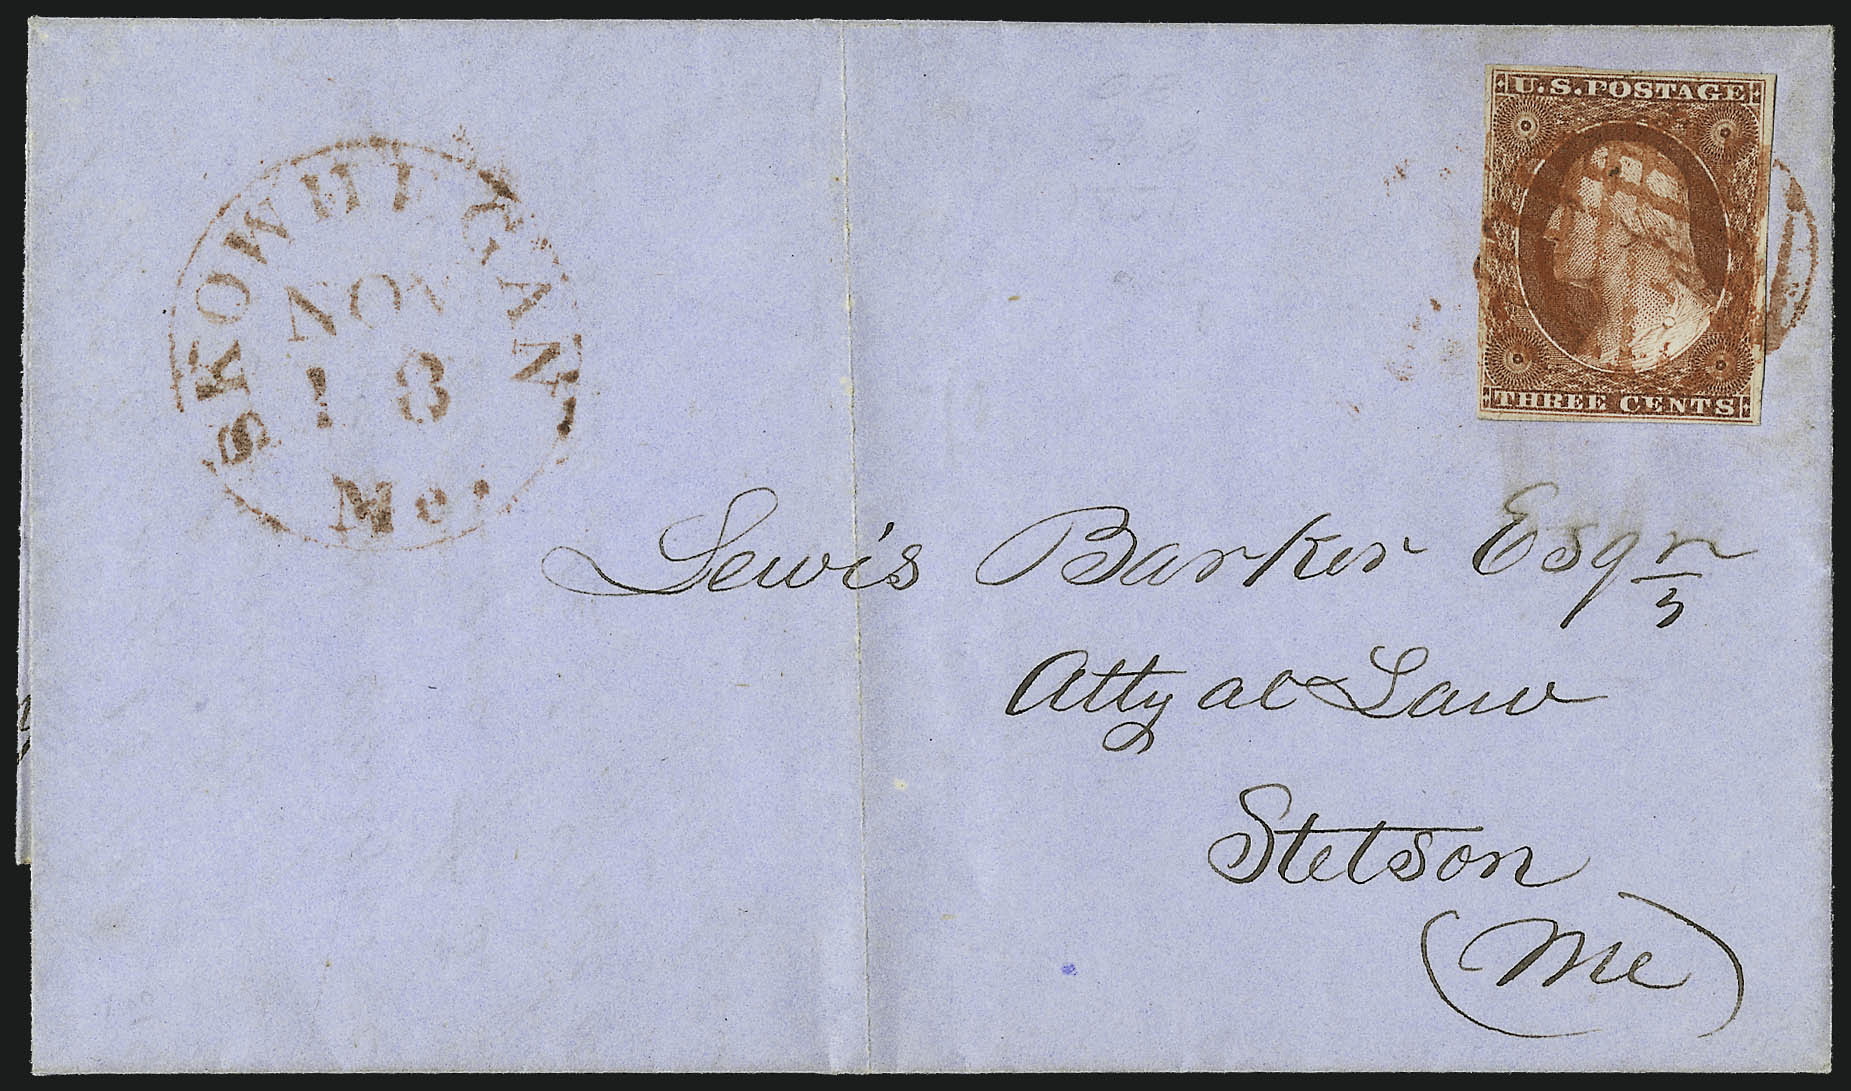 U.S.POSTAGE
THREE CENTS
SKOWHEGAN
NOV
18
Me.
Lewis Barker Esqr
Atty at Law
Stetson
(Me)